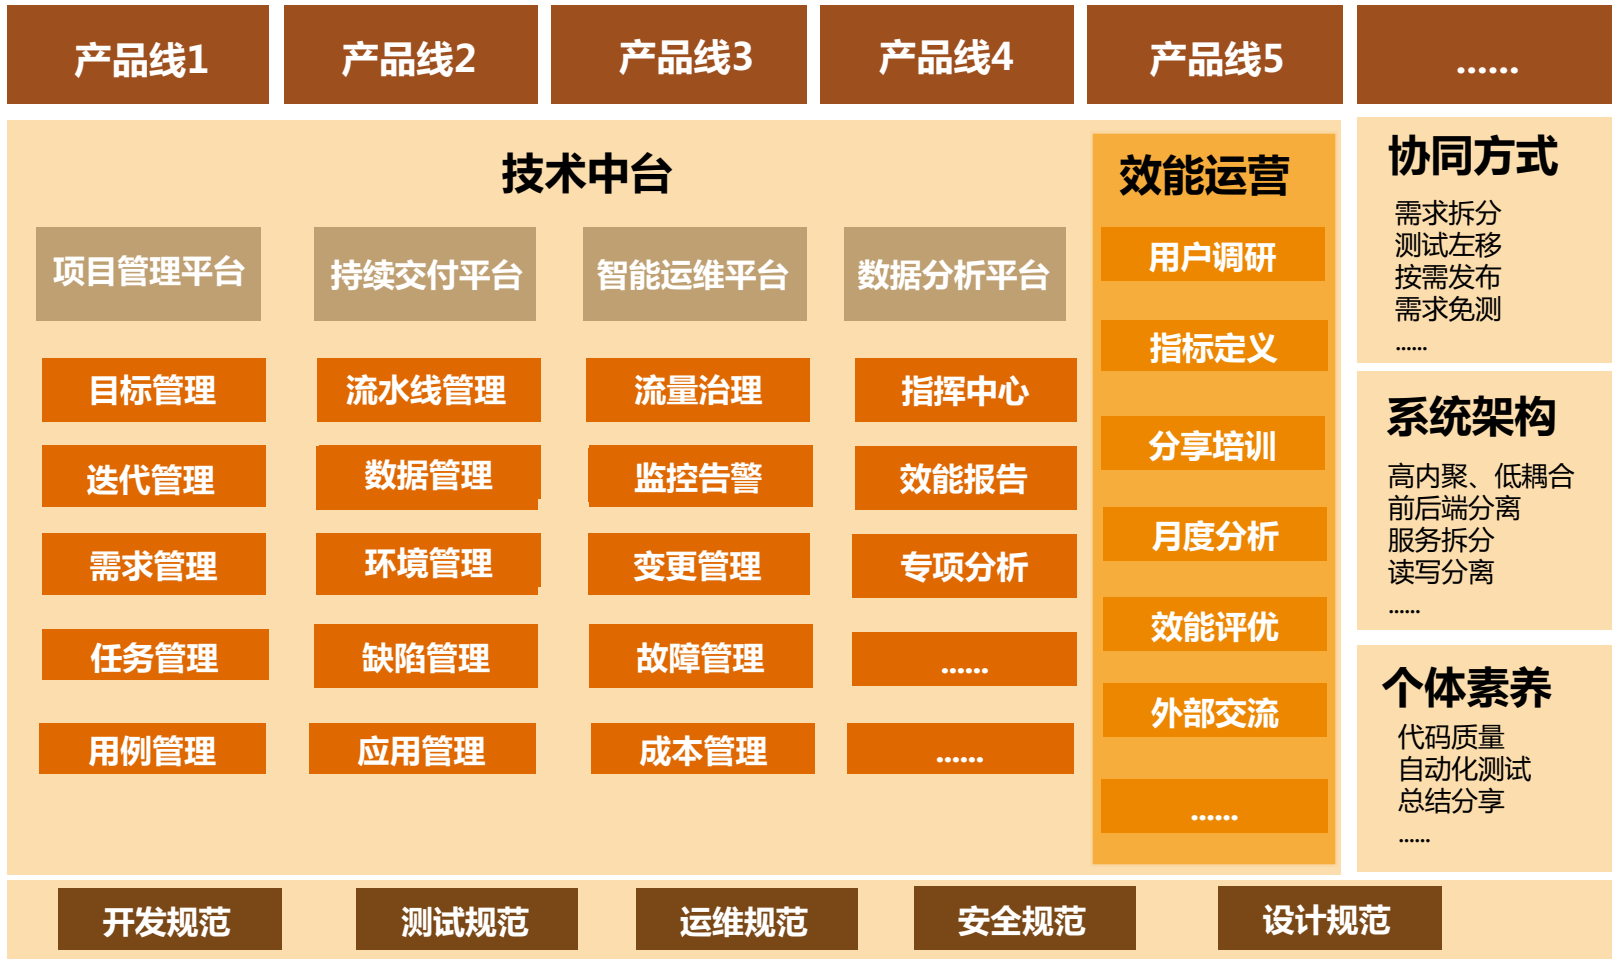 产品线1
产品线2
产品线3
产品线4
产品线5
......
技术中台
项目管理平台
持续交付平台
智能运维平台
数据分析平台
目标管理
流水线管理
流量治理
指挥中心
迭代管理
数据管理
监控告警
效能报告
需求管理
环境管理
变更管理
专项分析
任务管理
缺陷管理
故障管理
......
用例管理
应用管理
成本管理
......
效能运营
用户调研
指标定义
分享培训
月度分析
效能评优
外部交流
......
协同方式
需求拆分
测试左移
按需发布
需求免测
......
系统架构
高内聚、低耦合
前后端分离
服务拆分
读写分离
......
个体素养
代码质量
自动化测试
总结分享
......
开发规范
测试规范
运维规范
安全规范
设计规范